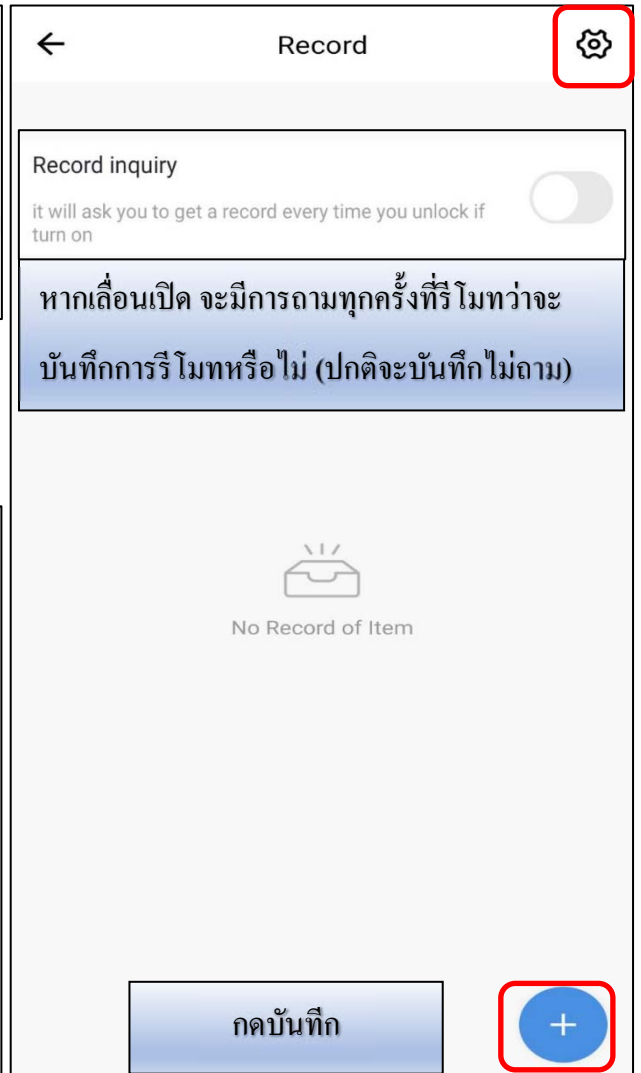 Record
Record inquiry
it will ask you to get a record every time you unlock if
turn on
หากเลื่อนเปิด จะมีการถามทุกครั้งที่รีโมทว่าจะ
บันทึกการรีโมทหรือไม่ (ปกติจะบันทึกไม่ถาม)
No Record of Item
กดบันทึก